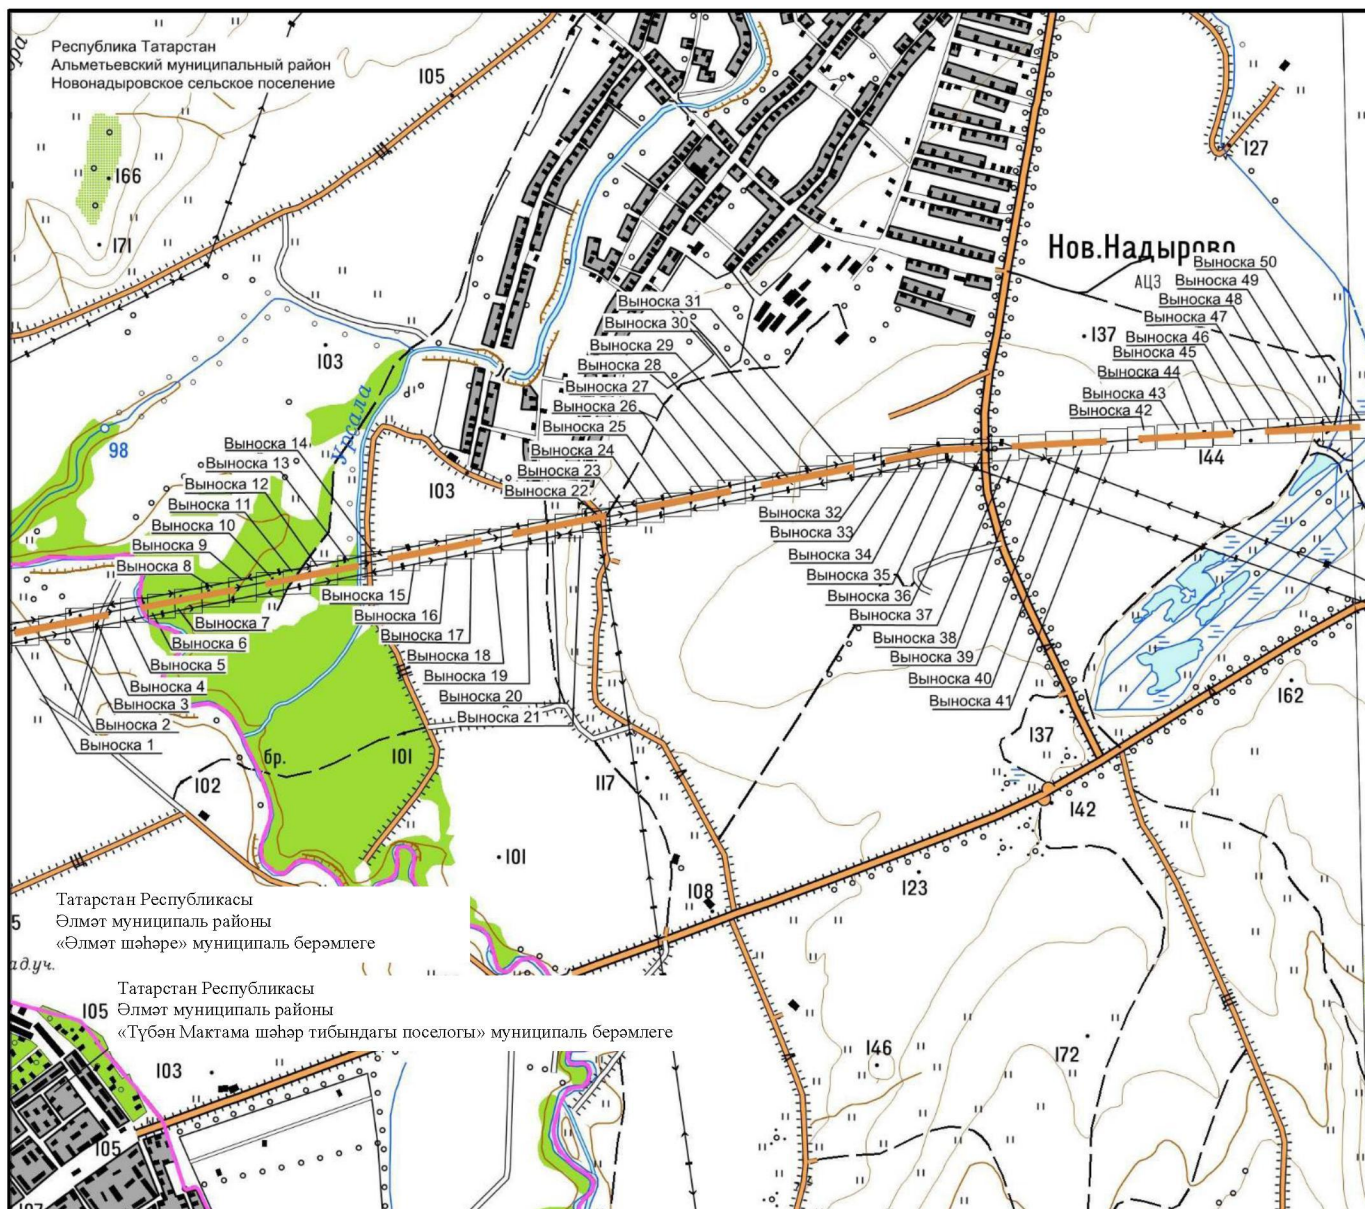 Республика Татарстан
Альметьевский муниципальный район
Новонадыровское сельское поселение
105
166
171
127
Нов.Надырово
АЦЗ
137
Выноска 50
Выноска 49
Выноска 48
Выноска 47
Выноска 46
Выноска 45
Выноска 44
Выноска 43
Выноска 42
144
Выноска 31
Выноска 30
Выноска 29
Выноска 28
Выноска 27
Выноска 26
Выноска 25
Выноска 24
Выноска 23
Выноска 22
103
Урсала
98
103
Выноска 14
Выноска 13
Выноска 12
Выноска 11
Выноска 10
Выноска 9
Выноска 8
Выноска 7
Выноска 6
Выноска 5
Выноска 4
Выноска 3
Выноска 2
Выноска 1
Выноска 15
Выноска 16
Выноска 17
Выноска 18
Выноска 19
Выноска 20
Выноска 21
Выноска 32
Выноска 33
Выноска 34
Выноска 35
Выноска 36
Выноска 37
Выноска 38
Выноска 39
Выноска 40
Выноска 41
162
137
142
бр.
101
102
117
101
108
123
Татарстан Республикасы
Әлмәт муниципаль районы
«Әлмәт шәһәре» муниципаль берәмлеге
5
ад.уч.
Татарстан Республикасы
Әлмәт муниципаль районы
«Түбән Мактама шәһәр тибындагы поселогы» муниципаль берәмлеге
105
103
105
107
146
172